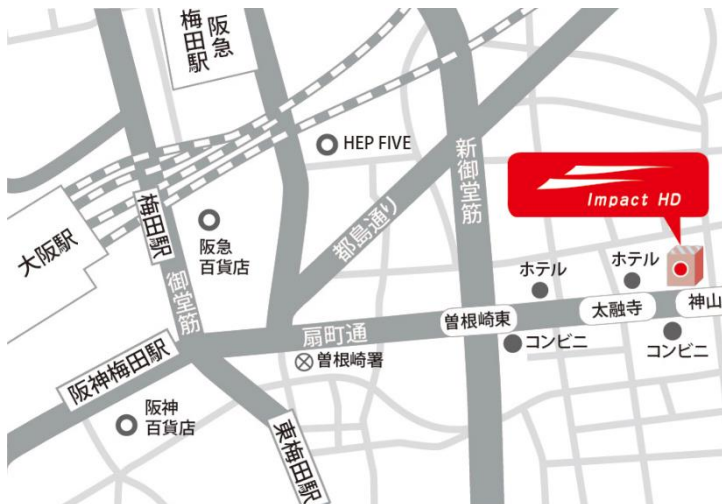 阪急
梅田駅
HEP FIVE
新御堂筋
Impact HD
大阪駅
梅田駅
阪急
百貨店
都島通り
御堂筋
ホテル
ホテル
扇町通
曽根崎東
太融寺
神山
曽根崎署
コンビニ
コンビニ
阪神梅田駅
阪神
百貨店
東梅田駅